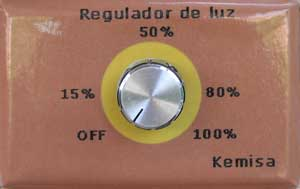 Regulador de luz
50%
15% 80%
OFF 100%
Kemisa